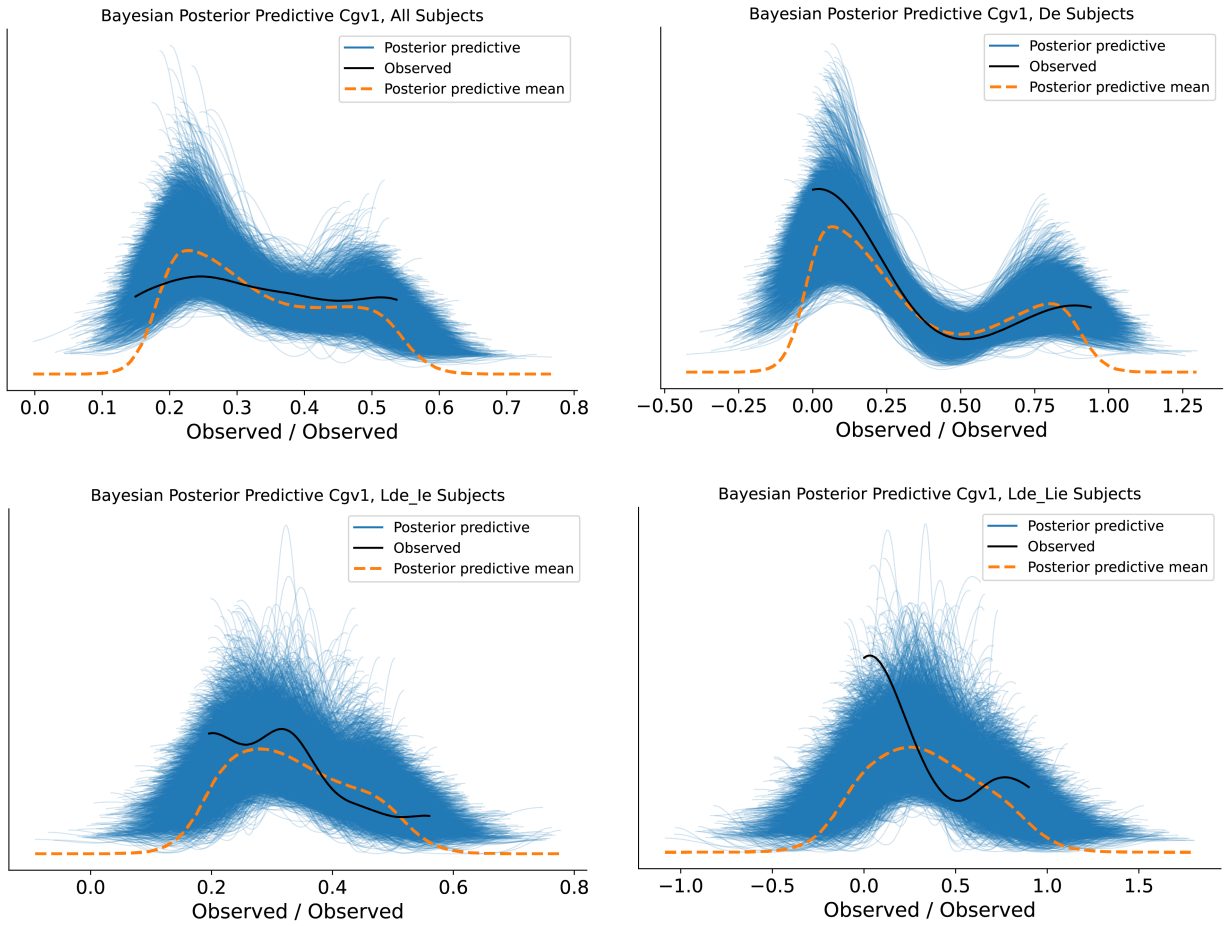 Bayesian Posterior Predictive Cgv1, All Subjects
Posterior predictive
Observed
Posterior predictive mean
0.0 0.1 0.2 0.3 0.4 0.5 0.6 0.7 0.8
Observed / Observed
Bayesian Posterior Predictive Cgv1, De Subjects
Posterior predictive
Observed
Posterior predictive mean
−0.50 −0.25 0.00 0.25 0.50 0.75 1.00 1.25
Observed / Observed
Bayesian Posterior Predictive Cgv1, Lde_Ie Subjects
Posterior predictive
Observed
Posterior predictive mean
0.0 0.2 0.4 0.6 0.8
Observed / Observed
Bayesian Posterior Predictive Cgv1, Lde_Lie Subjects
Posterior predictive
Observed
Posterior predictive mean
−1.0 −0.5 0.0 0.5 1.0 1.5
Observed / Observed